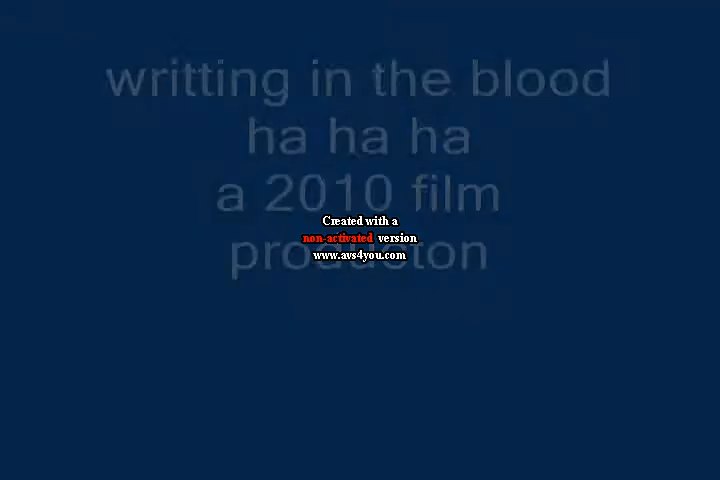 writting in the blood
ha ha ha
a 2010 film
Created with a
non-activated version
www.avs4you.com
producton